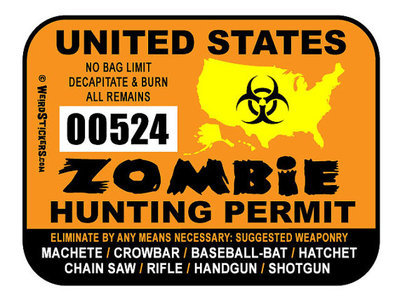 UNITED STATES
NO BAG LIMIT
DECAPITATE & BURN
ALL REMAINS
00524
© WEIRDSTICKERS.COM
ZOMBiE
HUNTING PERMIT
ELIMINATE BY ANY MEANS NECESSARY: SUGGESTED WEAPONRY
MACHETE / CROWBAR / BASEBALL-BAT / HATCHET
CHAIN SAW / RIFLE / HANDGUN / SHOTGUN